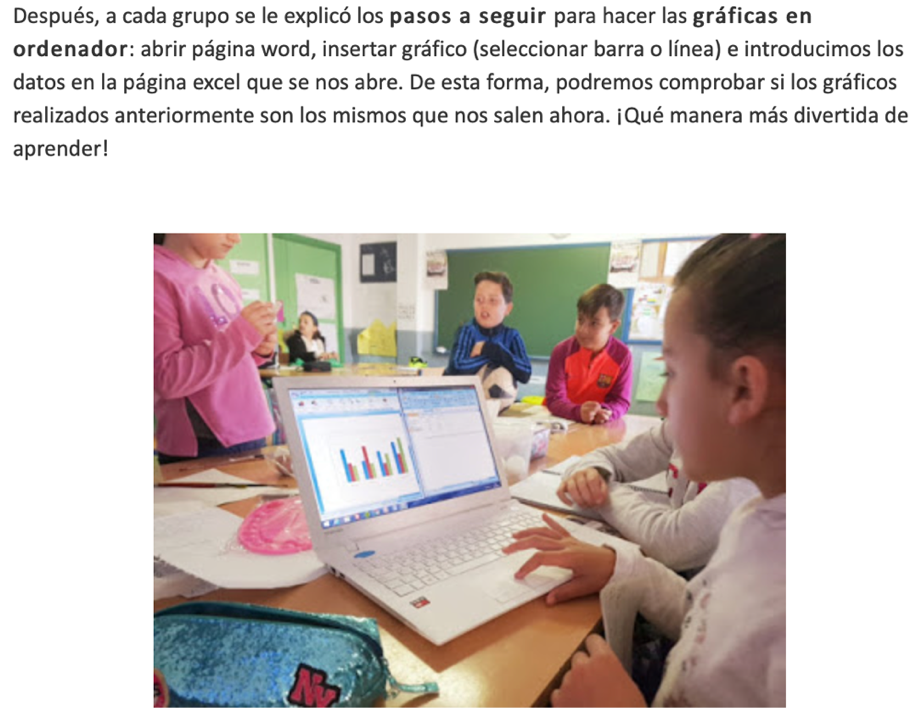 Después, a cada grupo se le explicó los pasos a seguir para hacer las gráficas en
ordenador: abrir página word, insertar gráfico (seleccionar barra o línea) e introducimos los
datos en la página excel que se nos abre. De esta forma, podremos comprobar si los gráficos
realizados anteriormente son los mismos que nos salen ahora. ¡Qué manera más divertida de
aprender!